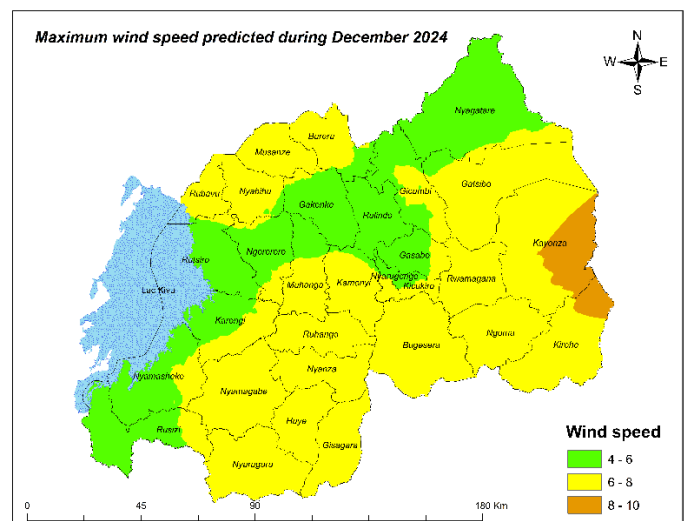 Maximum wind speed predicted during December 2024
N
W E
S
Nyagatare
Burera
Musanze
Rubavu
Nyabihu
Gicumbi
Gatsibo
Gakenke
Rulindo
Kayonza
Rutsiro
Ngororero
Gasabo
Nyarugenge
Kicukiro
Rwamagana
Muhanga
Kamonyi
Lac Kivu
Karongi
Ruhango
Bugesera
Ngoma
Kirehe
Nyamasheke
Nyanza
Nyamagabe
Rusizi
Huye
Gisagara
Nyaruguru
Wind speed
4 - 6
6 - 8
8 - 10
0 45 90 180 Km